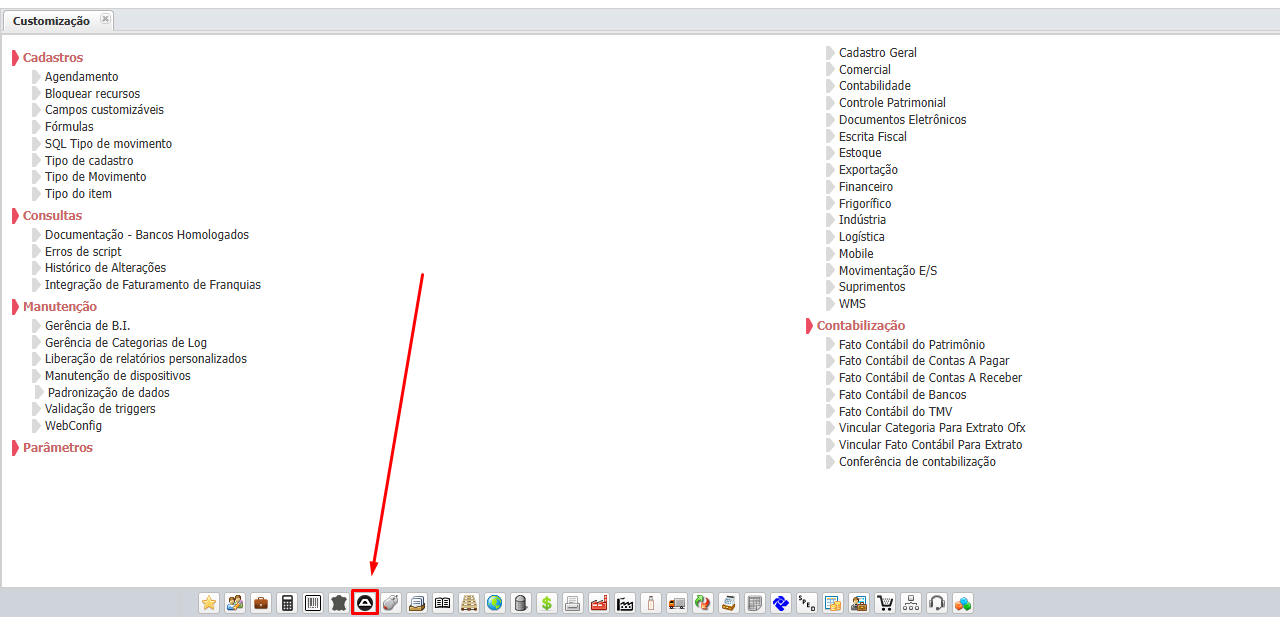 Customização
Cadastros
Agendamento
Bloquear recursos
Campos customizáveis
Fórmulas
SQL Tipo de movimento
Tipo de cadastro
Tipo de Movimento
Tipo do item
Consultas
Documentação - Bancos Homologados
Erros de script
Histórico de Alterações
Integração de Faturamento de Franquias
Manutenção
Gerência de B.I.
Gerência de Categorias de Log
Liberação de relatórios personalizados
Manutenção de dispositivos
Padronização de dados
Validação de triggers
WebConfig
Parâmetros
Cadastro Geral
Comercial
Contabilidade
Controle Patrimonial
Documentos Eletrônicos
Escrita Fiscal
Estoque
Exportação
Financeiro
Frigorífico
Indústria
Logística
Mobile
Movimentação E/S
Suprimentos
WMS
Contabilização
Fato Contábil do Patrimônio
Fato Contábil de Contas A Pagar
Fato Contábil de Contas A Receber
Fato Contábil de Bancos
Fato Contábil do TMV
Vincular Categoria Para Extrato Ofx
Vincular Fato Contábil Para Extrato
Conferência de contabilização
SPED